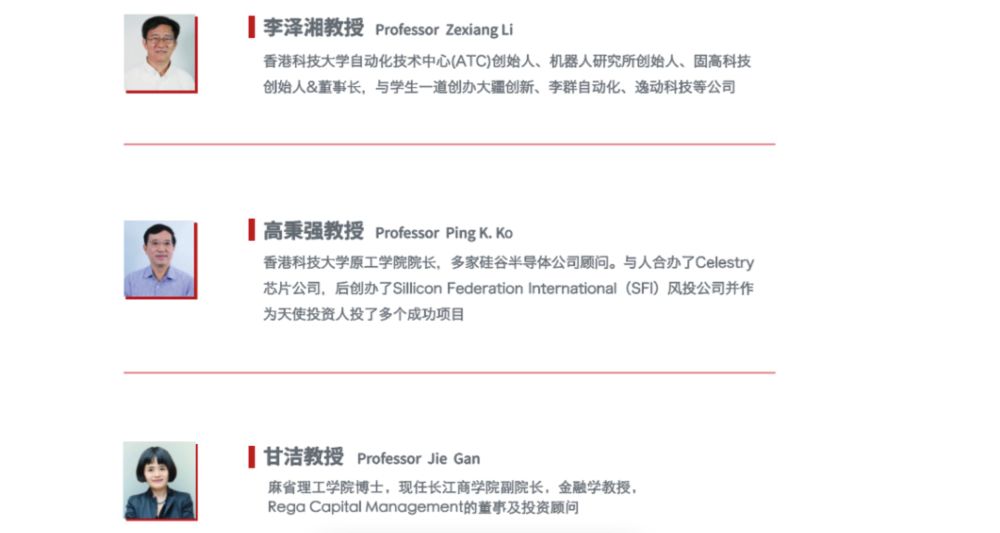 李泽湘教授 Professor Zexiang Li
香港科技大学自动化技术中心(ATC)创始人、机器人研究所创始人、固高科技
创始人&董事长，与学生一道创办大疆创新、李群自动化、逸动科技等公司
高秉强教授 Professor Ping K. Ko
香港科技大学原工学院院长，多家硅谷半导体公司顾问。与人合办了Celestry
芯片公司，后创办了Sillicon Federation International（SFI）风投公司并作
为天使投资人投了多个成功项目
甘洁教授 Professor Jie Gan
麻省理工学院博士，现任长江商学院副院长，金融学教授，
Rega Capital Management的董事及投资顾问